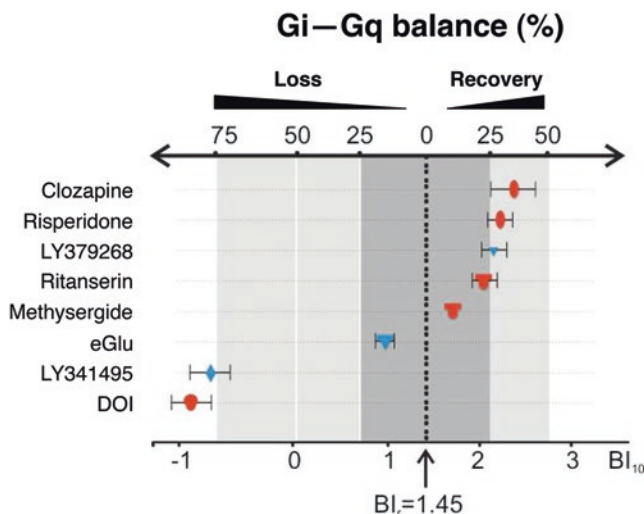 Gi—Gq balance (%)
Loss Recovery
75 50 25 0 25 50
Clozapine
Risperidone
LY379268
Ritanserin
Methysergide
eGlu
LY341495
DOI
-1 0 1 2 3 BI10
BIr=1.45